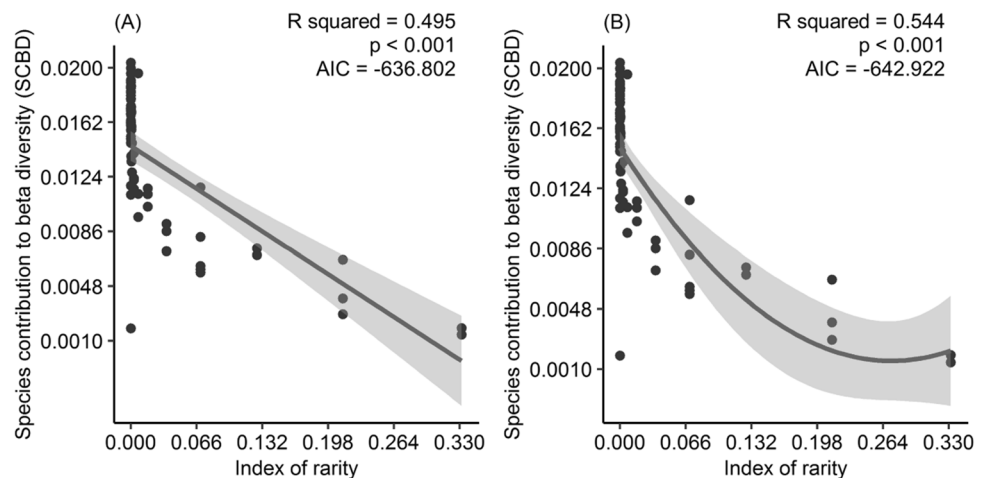 (A)
R squared = 0.495
p < 0.001
AIC = -636.802
Species contribution to beta diversity (SCBD)
0.0200
0.0162
0.0124
0.0086
0.0048
0.0010
0.000 0.066 0.132 0.198 0.264 0.330
Index of rarity
(B)
R squared = 0.544
p < 0.001
AIC = -642.922
Species contribution to beta diversity (SCBD)
0.0200
0.0162
0.0124
0.0086
0.0048
0.0010
0.000 0.066 0.132 0.198 0.264 0.330
Index of rarity